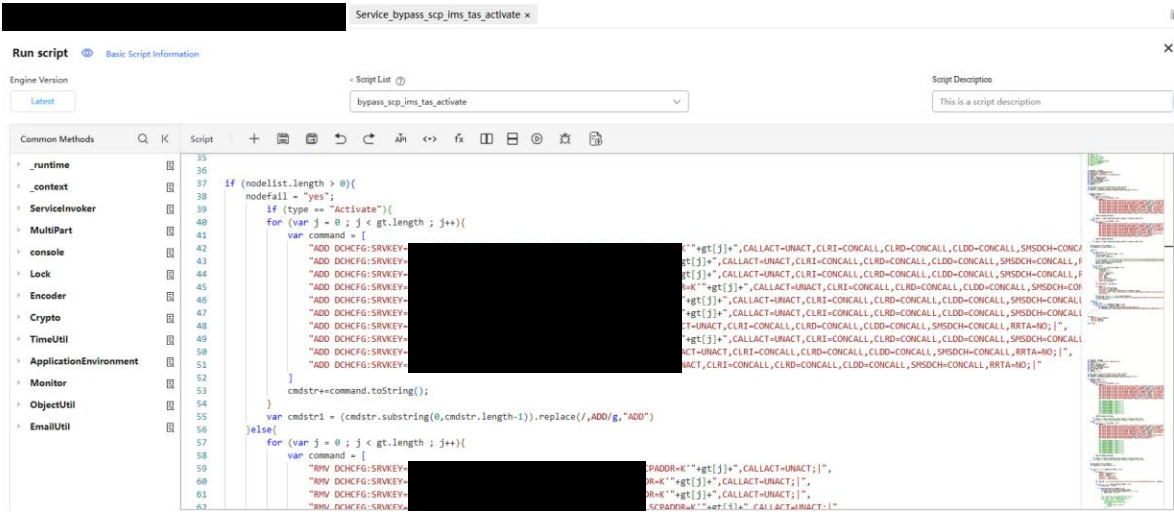 Service_bypass_scp_ims_tas_activate ×
Run script Basic Script Information
Engine Version
Script List
Script Description
Latest
bypass_scp_ims_tas_activate
This is a script description
Common Methods
Script
API
fx
_runtime
_context
ServiceInvoker
MultiPart
console
Lock
Encoder
Crypto
TimeUtil
ApplicationEnvironment
Monitor
ObjectUtil
EmailUtil
35
36
37 if (nodelist.length > 0){
38 nodefail = "yes";
39 if (type == "Activate"){
40 for (var j = 0 ; j < gt.length ; j++){
41 var command = [
42 "ADD DCHCFG:SRVKEY= K'"+gt[j]+",CALLACT=UNACT,CLRI=CONCALL,CLRD=CONCALL,CLDD=CONCALL,SMSDCH=CONCA
43 "ADD DCHCFG:SRVKEY= gt[j]+",CALLACT=UNACT,CLRI=CONCALL,CLRD=CONCALL,CLDD=CONCALL,SMSDCH=CONCALL,F
44 "ADD DCHCFG:SRVKEY= gt[j]+",CALLACT=UNACT,CLRI=CONCALL,CLRD=CONCALL,CLDD=CONCALL,SMSDCH=CONCALL,F
45 "ADD DCHCFG:SRVKEY= R=K'"+gt[j]+",CALLACT=UNACT,CLRI=CONCALL,CLRD=CONCALL,CLDD=CONCALL,SMSDCH=CON
46 "ADD DCHCFG:SRVKEY= "+gt[j]+",CALLACT=UNACT,CLRI=CONCALL,CLRD=CONCALL,CLDD=CONCALL,SMSDCH=CONCALL
47 "ADD DCHCFG:SRVKEY= "+gt[j]+",CALLACT=UNACT,CLRI=CONCALL,CLRD=CONCALL,CLDD=CONCALL,SMSDCH=CONCALL
48 "ADD DCHCFG:SRVKEY= CT=UNACT,CLRI=CONCALL,CLRD=CONCALL,CLDD=CONCALL,SMSDCH=CONCALL,RRTA=NO;|",
49 "ADD DCHCFG:SRVKEY= "+gt[j]+",CALLACT=UNACT,CLRI=CONCALL,CLRD=CONCALL,CLDD=CONCALL,SMSDCH=CONCALL
50 "ADD DCHCFG:SRVKEY= ACT=UNACT,CLRI=CONCALL,CLRD=CONCALL,CLDD=CONCALL,SMSDCH=CONCALL,RRTA=NO;|",
51 "ADD DCHCFG:SRVKEY= NACT,CLRI=CONCALL,CLRD=CONCALL,CLDD=CONCALL,SMSDCH=CONCALL,RRTA=NO;|"
52 ]
53 cmdstr+=command.toString();
54 }
55 var cmdstr1 = (cmdstr.substring(0,cmdstr.length-1)).replace(/,ADD/g,"ADD")
56 }else{
57 for (var j = 0 ; j < gt.length ; j++){
58 var command = [
59 "RMV DCHCFG:SRVKEY= CPADDR=K'"+gt[j]+",CALLACT=UNACT;|",
60 "RMV DCHCFG:SRVKEY= DR=K'"+gt[j]+",CALLACT=UNACT;|",
61 "RMV DCHCFG:SRVKEY= R=K'"+gt[j]+",CALLACT=UNACT;|",
62 "RMV DCHCFG:SRVKEY= SCPADDR=K'"+gt[j]+",CALLACT=UNACT;|"